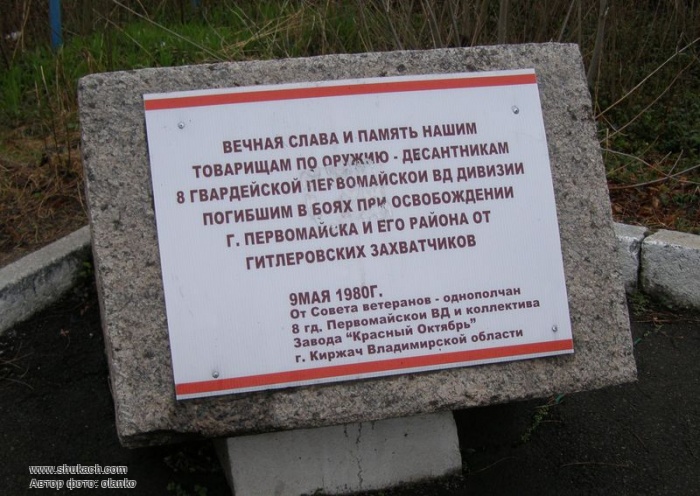 ВЕЧНАЯ СЛАВА И ПАМЯТЬ НАШИМ
ТОВАРИЩАМ ПО ОРУЖИЮ - ДЕСАНТНИКАМ
8 ГВАРДЕЙСКОЙ ПЕРВОМАЙСКОИ ВД ДИВИЗИИ
ПОГИБШИМ В БОЯХ ПРИ ОСВОБОЖДЕНИИ
Г. ПЕРВОМАЙСКА И ЕГО РАЙОНА ОТ
ГИТЛЕРОВСКИХ ЗАХВАТЧИКОВ
9МАЯ 1980Г.
От Совета ветеранов - однополчан
8 гд. Первомайскои ВД и коллектива
Завода "Красный Октябрь"
г. Киржач Владимирской области
www.shukach.com
Автор фото: olanko